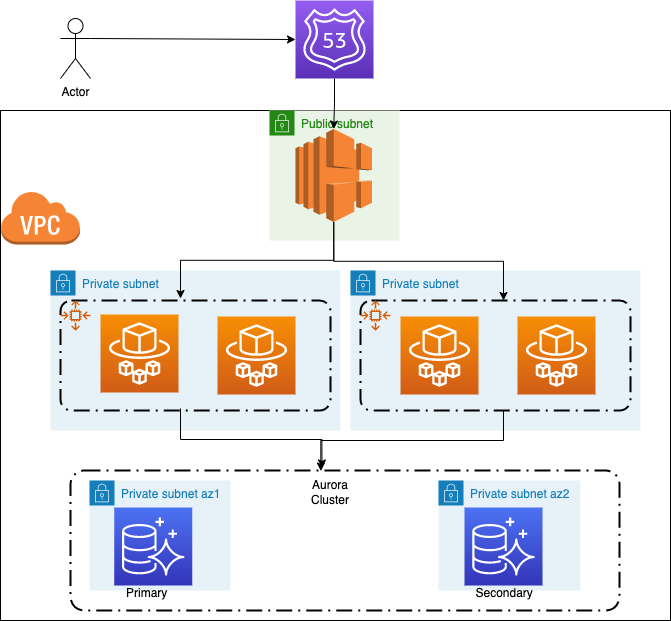 53
Actor
Public subnet
VPC
Private subnet
Private subnet
Aurora
Cluster
Private subnet az1
Private subnet az2
Primary
Secondary